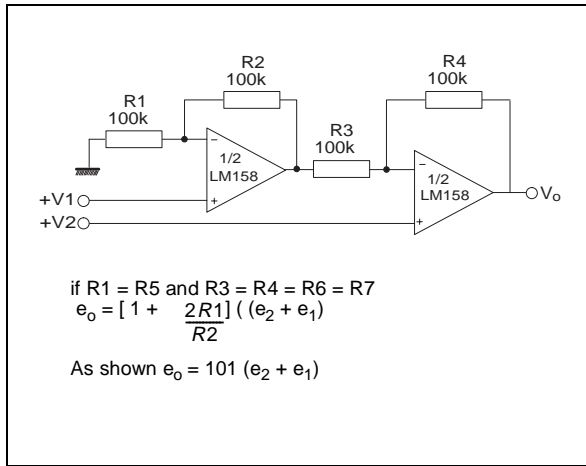 R2
100k
R4
100k
R1
100k
R3
100k
1/2
LM158
1/2
LM158
+V1
+V2
Vo
if R1 = R5 and R3 = R4 = R6 = R7
eo = [ 1 + 2R1/R2 ] ( (e2 + e1)
As shown eo = 101 (e2 + e1)